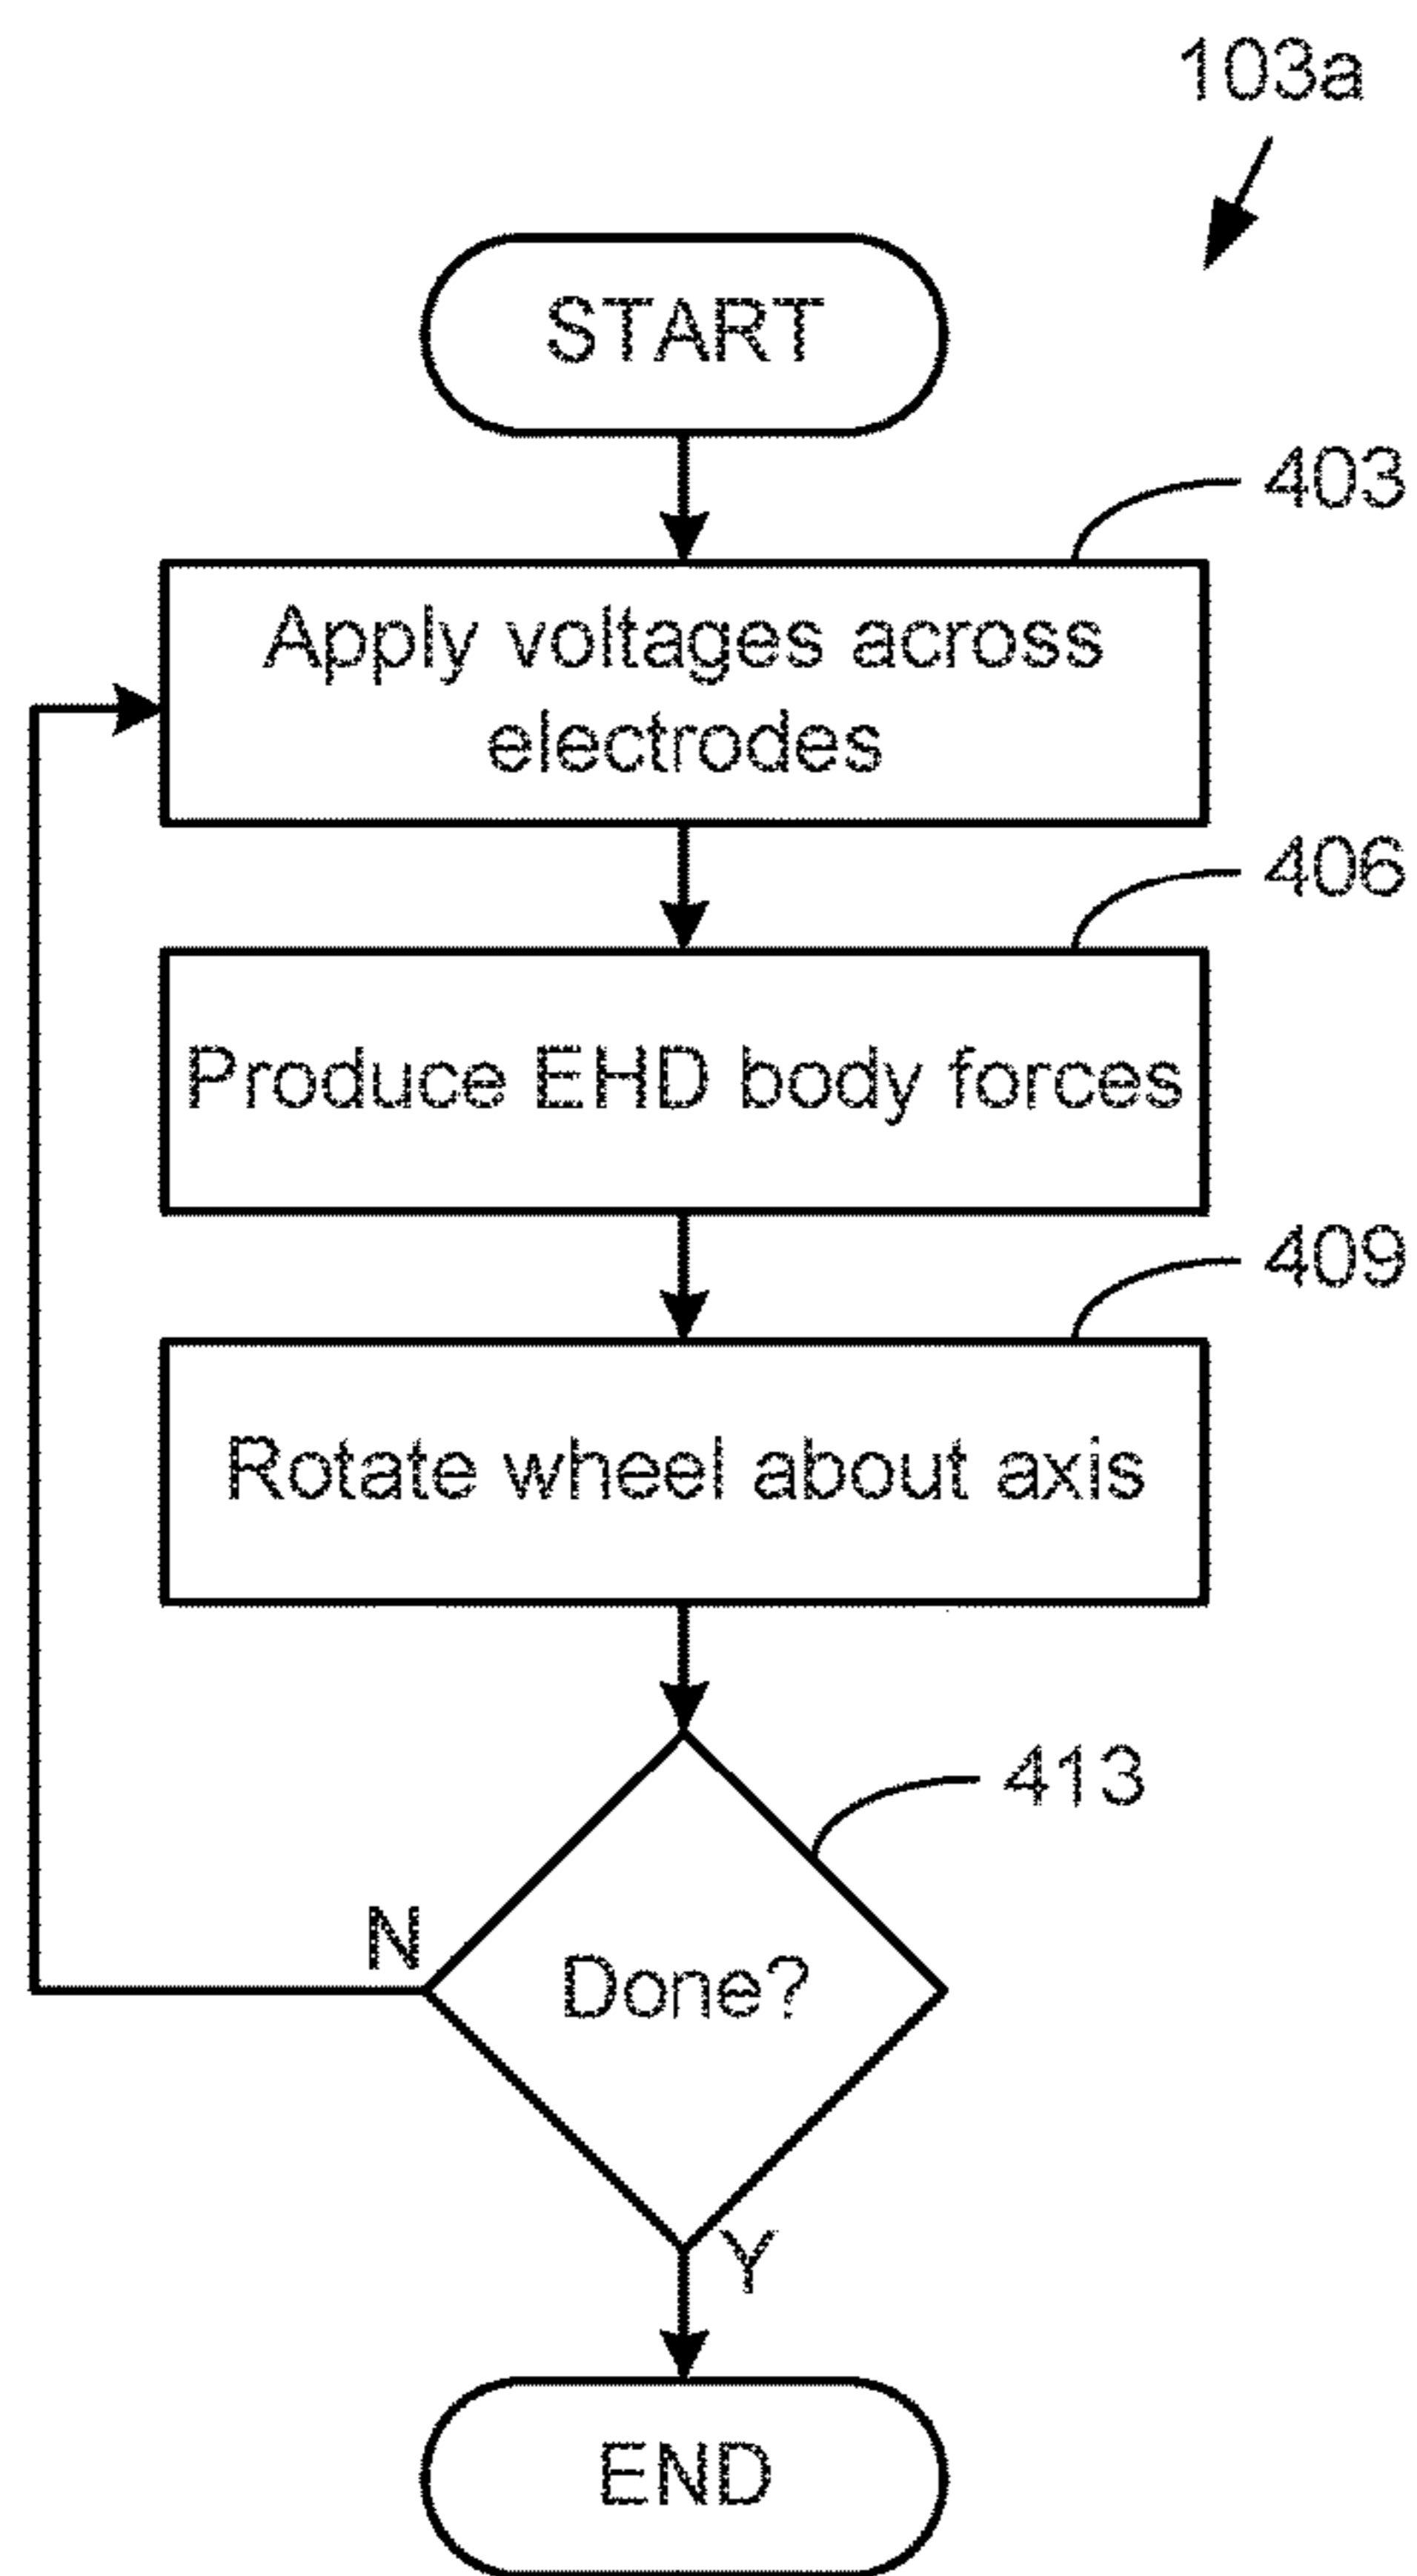 103a
START
403
Apply voltages across
electrodes
406
Produce EHD body forces
409
Rotate wheel about axis
413
N
Done?
Y
END